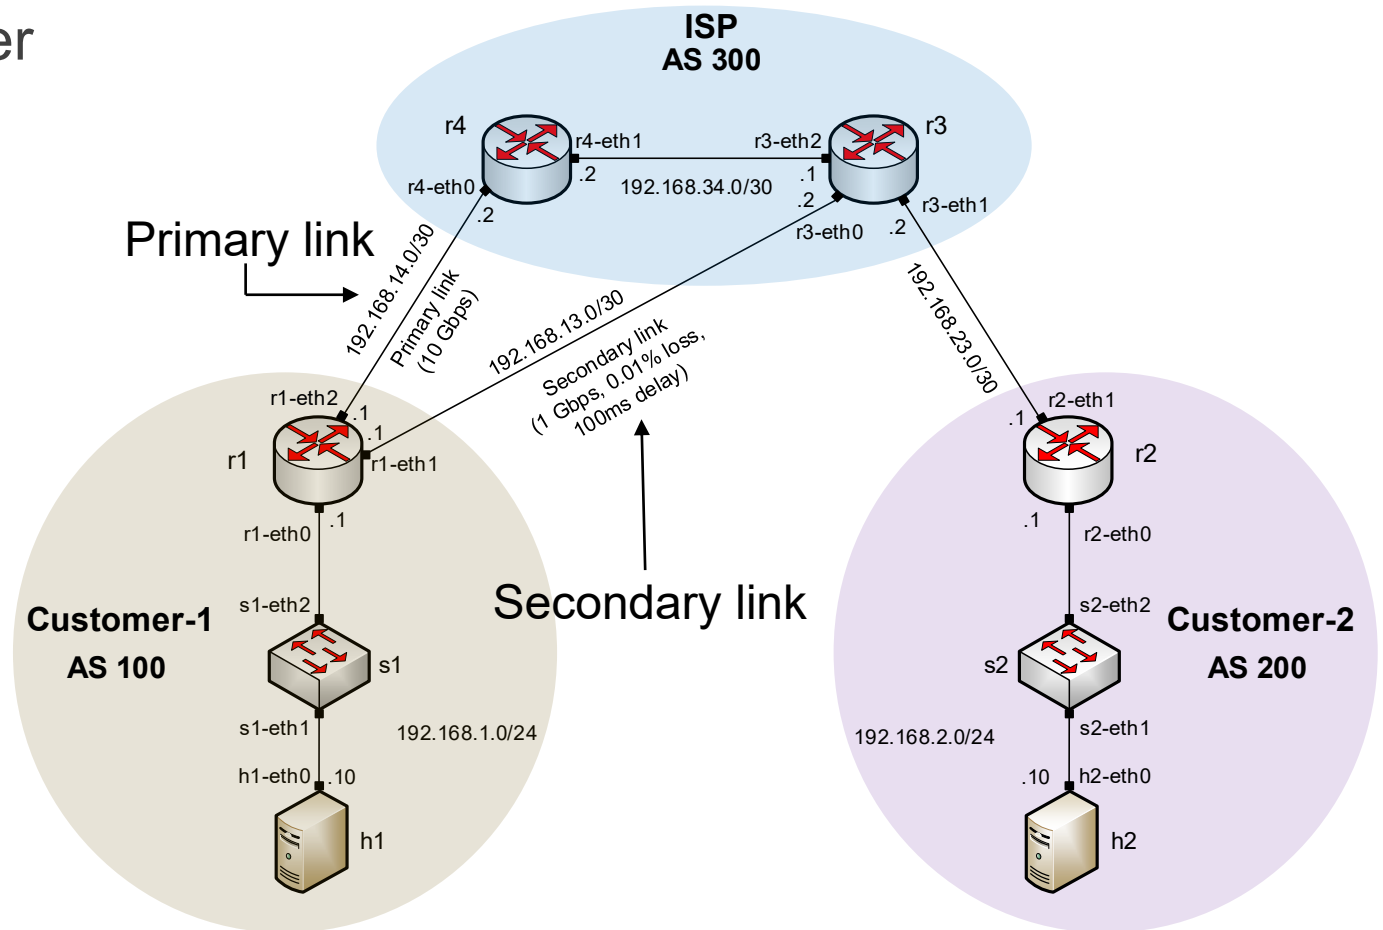 er
ISP
AS 300
r4
r4-eth1
r3-eth2
r3
r4-eth0
.2
192.168.34.0/30
.1
.2
.2
r3-eth0
r3-eth1
.2
Primary link
192.168.14.0/30
Primary link
(10 Gbps)
192.168.13.0/30
Secondary link
(1 Gbps, 0.01% loss,
100ms delay)
192.168.23.0/30
r1-eth2
.1
.1
r1
r1-eth1
r2-eth1
.1
r2
.1
r1-eth0
.1
r2-eth0
Secondary link
s1-eth2
Customer-1
AS 100
s1
s2-eth2
Customer-2
AS 200
s2
s1-eth1
192.168.1.0/24
192.168.2.0/24
s2-eth1
h1-eth0
.10
.10
h2-eth0
h1
h2